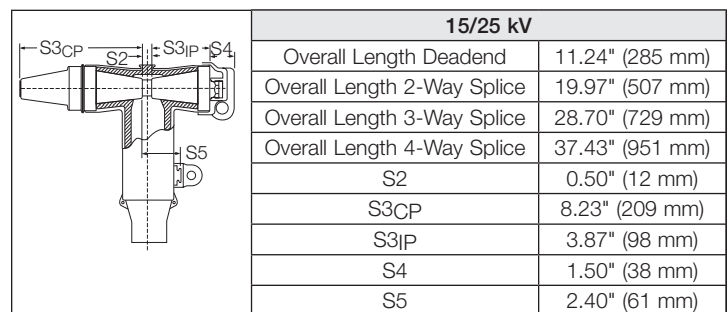 S3CP
S2
S3IP
S4
S5
15/25 kV
Overall Length Deadend 11.24" (285 mm)
Overall Length 2-Way Splice 19.97" (507 mm)
Overall Length 3-Way Splice 28.70" (729 mm)
Overall Length 4-Way Splice 37.43" (951 mm)
S2 0.50" (12 mm)
S3CP 8.23" (209 mm)
S3IP 3.87" (98 mm)
S4 1.50" (38 mm)
S5 2.40" (61 mm)